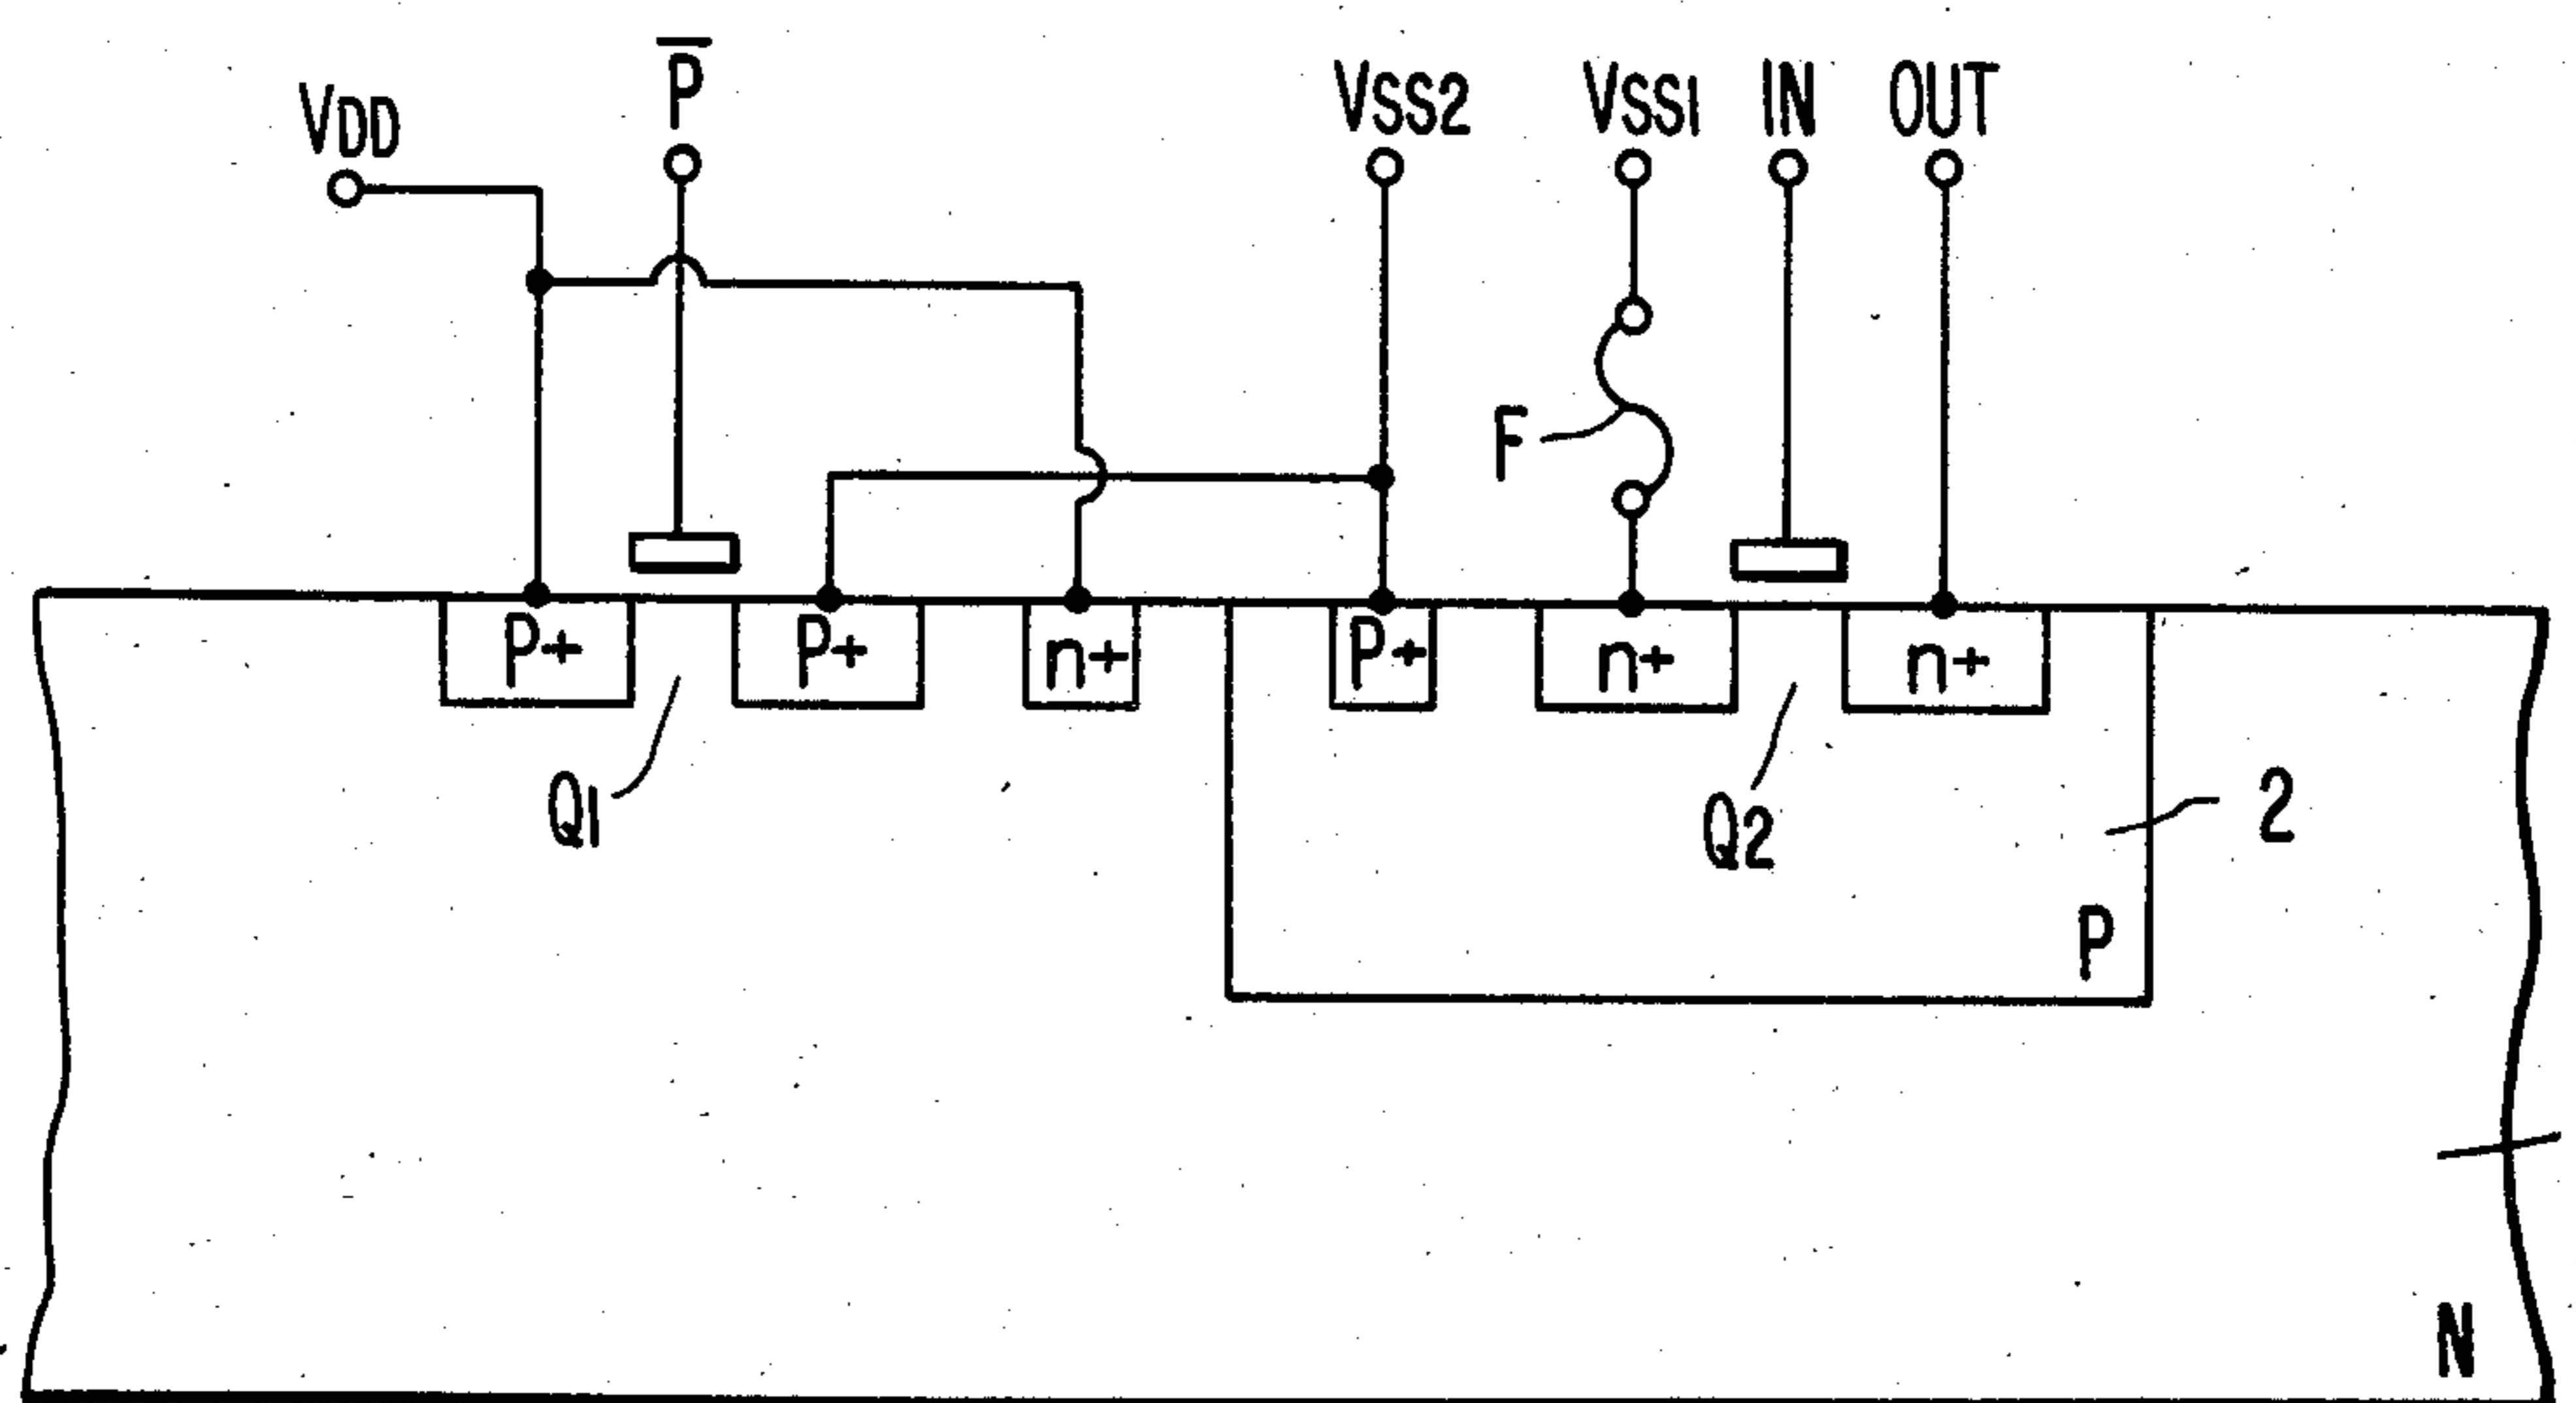 VDD
P̅
VSS2
VSS1
IN
OUT
F
P+
P+
n+
P+
n+
n+
Q1
Q2
2
P
N